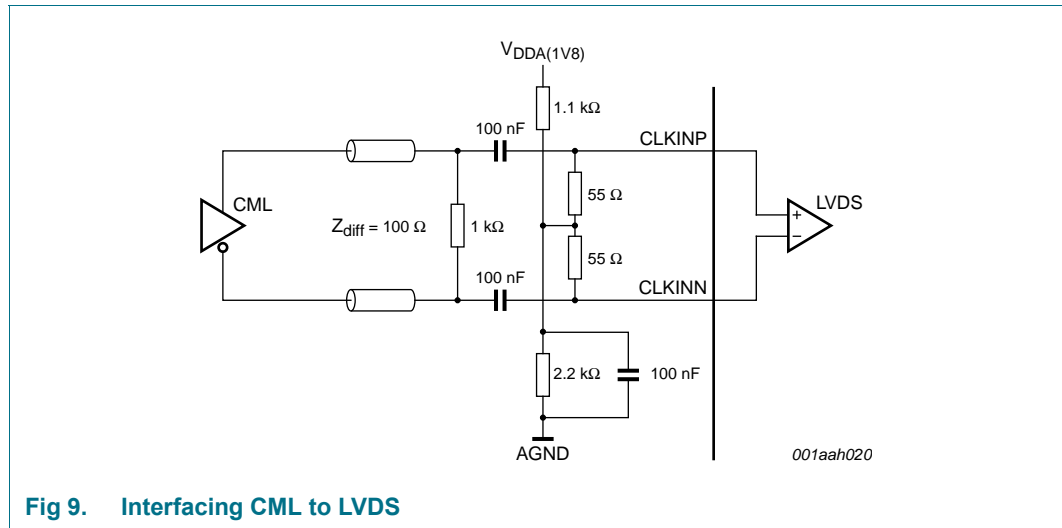 VDDA(1V8)
1.1 kΩ
100 nF
CLKINP
55 Ω
CML
LVDS
Zdiff = 100 Ω
1 kΩ
+
−
55 Ω
100 nF
CLKINN
2.2 kΩ
100 nF
AGND
001aah020
Fig 9. Interfacing CML to LVDS